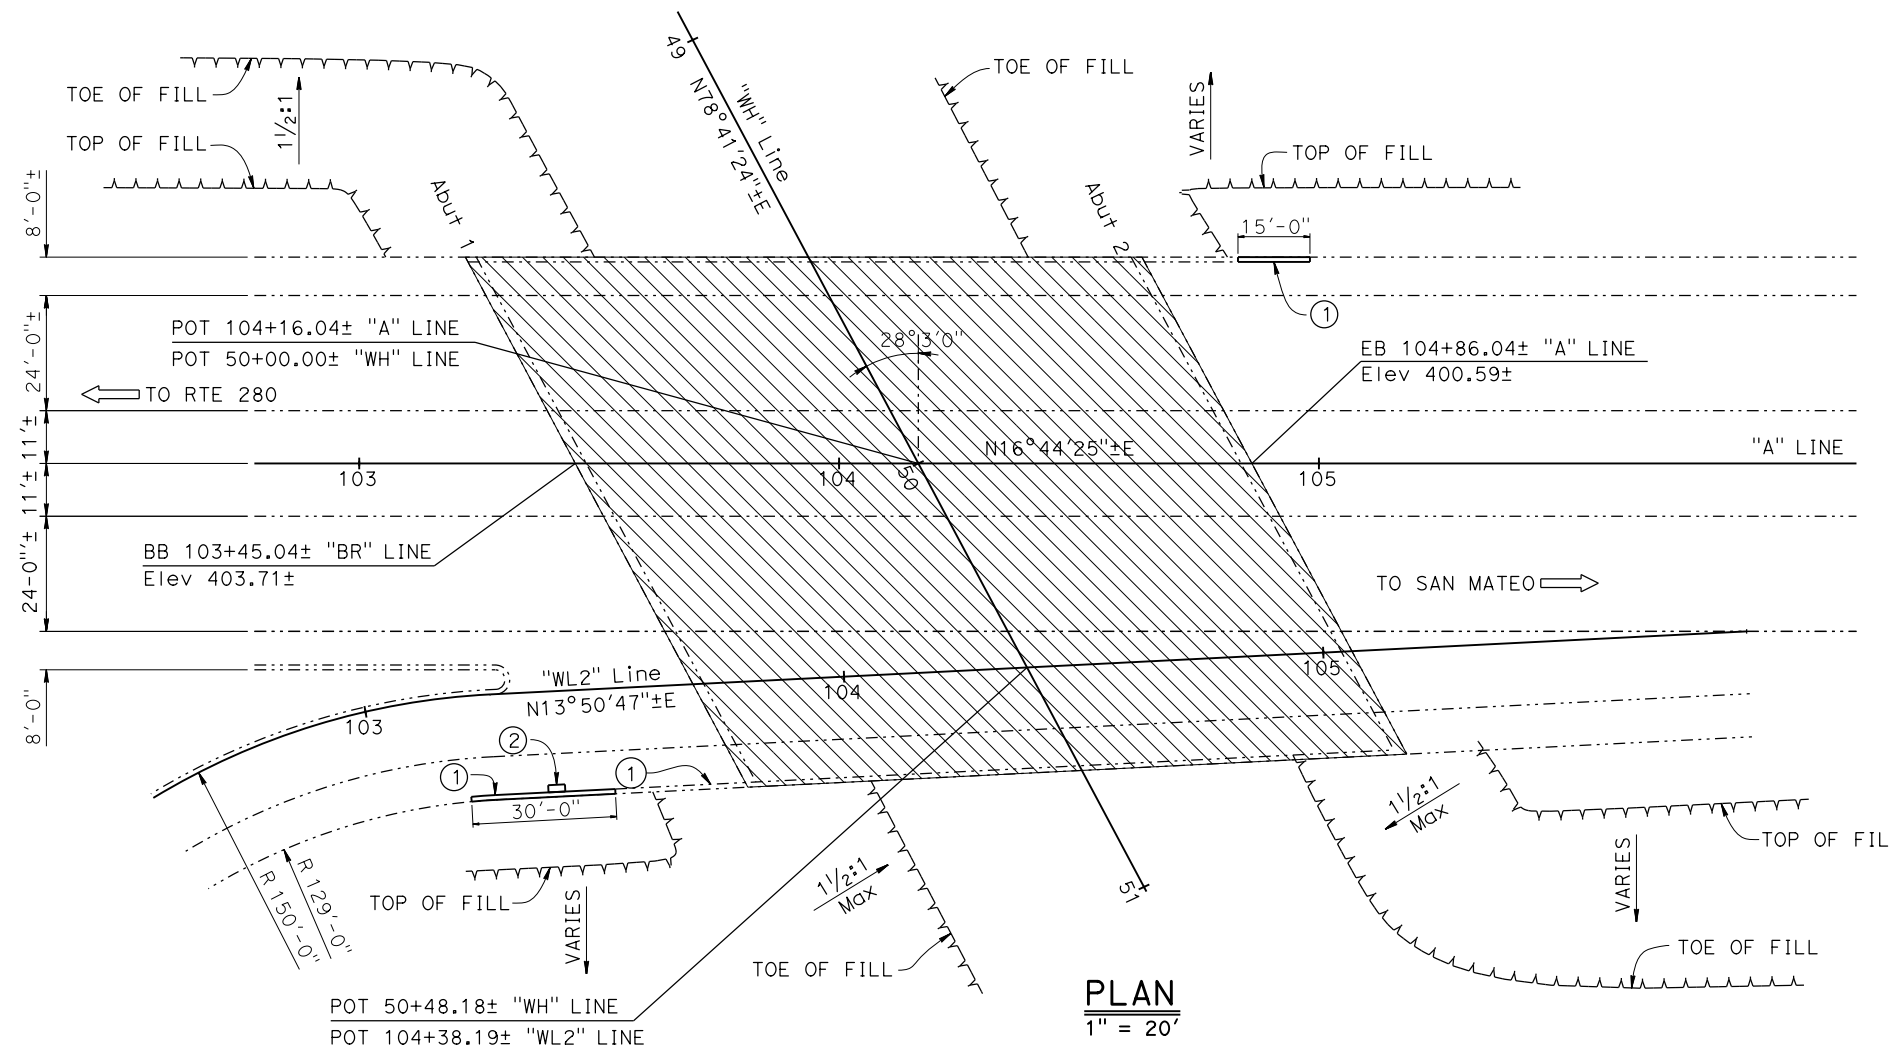 49
N78°41'24"±E
"WH" Line
TOE OF FILL
TOE OF FILL
1 1/2:1
TOP OF FILL
VARIES
TOP OF FILL
8'-0"±
Abut 1
Abut 2
15'-0"
1
POT 104+16.04± "A" LINE
POT 50+00.00± "WH" LINE
28°3'0"
EB 104+86.04± "A" LINE
Elev 400.59±
24'-0"±
TO RTE 280
11'±
N16°44'25"±E
"A" LINE
103
104
50
105
11'±
BB 103+45.04± "BR" LINE
Elev 403.71±
TO SAN MATEO
24-0"'±
"WL2" Line
N13°50'47"±E
103
104
105
8'-0"
2
1
1
30'-0"
1 1/2:1
Max
TOP OF FIL
R 129'-0"
R 150'-0"
TOP OF FILL
VARIES
1 1/2:1
Max
51
VARIES
TOE OF FILL
TOE OF FILL
POT 50+48.18± "WH" LINE
POT 104+38.19± "WL2" LINE
PLAN
1" = 20'